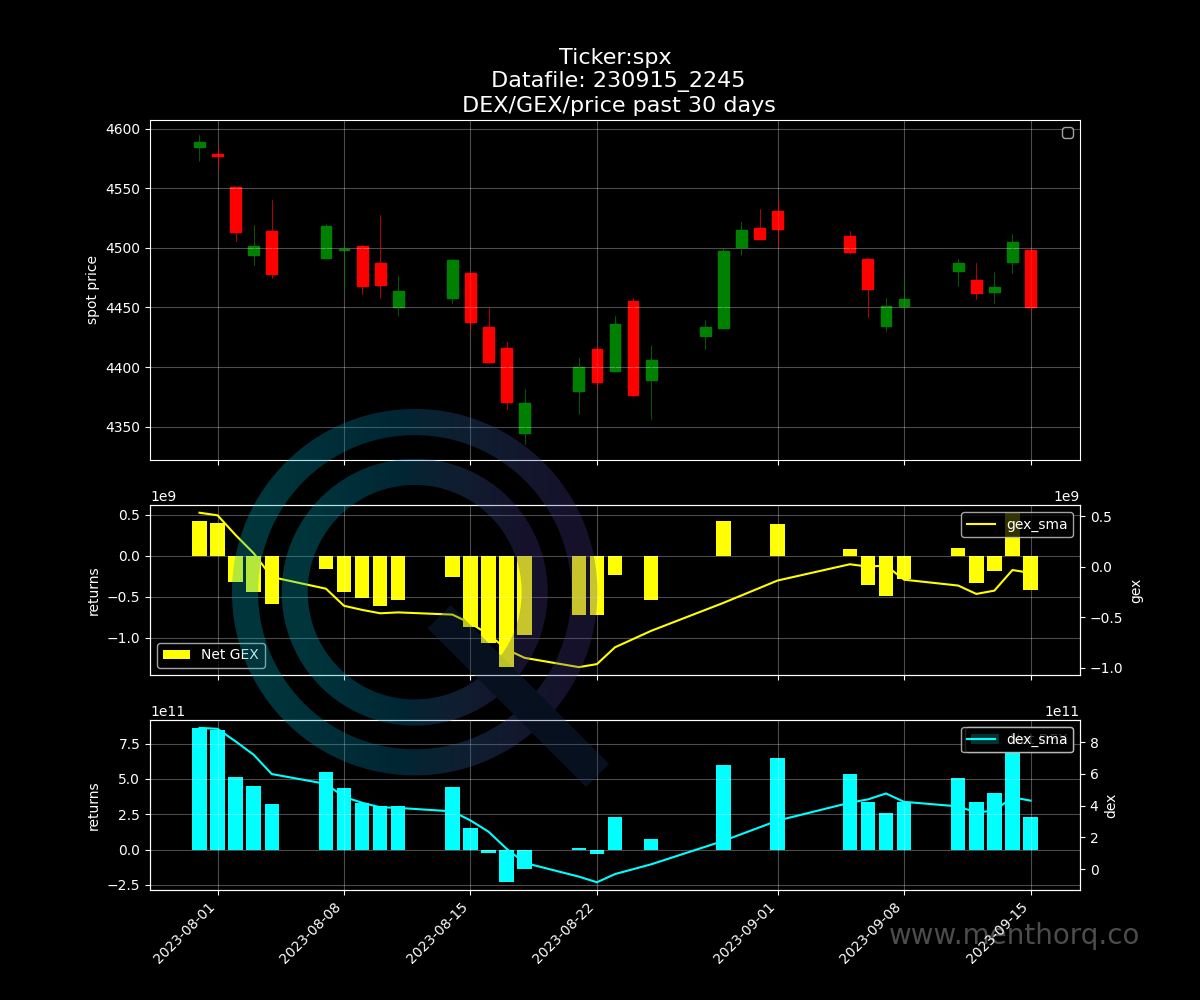 Ticker:spx
Datafile: 230915_2245
DEX/GEX/price past 30 days
4600
4550
4500
4450
4400
4350
spot price
1e9
1e9
0.5
0.0
−0.5
−1.0
returns
Net GEX
gex_sma
0.5
0.0
−0.5
−1.0
gex
1e11
1e11
7.5
5.0
2.5
0.0
−2.5
returns
dex_sma
8
6
4
2
0
dex
2023-08-01
2023-08-08
2023-08-15
2023-08-22
2023-09-01
2023-09-08
2023-09-15
www.menthorq.co